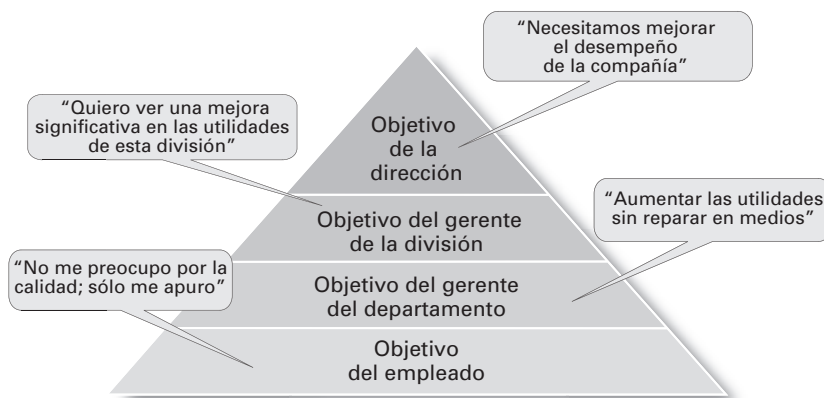 “Necesitamos mejorar
el desempeño
de la compañía”
“Quiero ver una mejora
significativa en las utilidades
de esta división”
Objetivo
de la
dirección
“Aumentar las utilidades
sin reparar en medios”
Objetivo del gerente
de la división
“No me preocupo por la
calidad; sólo me apuro”
Objetivo del gerente
del departamento
Objetivo
del empleado